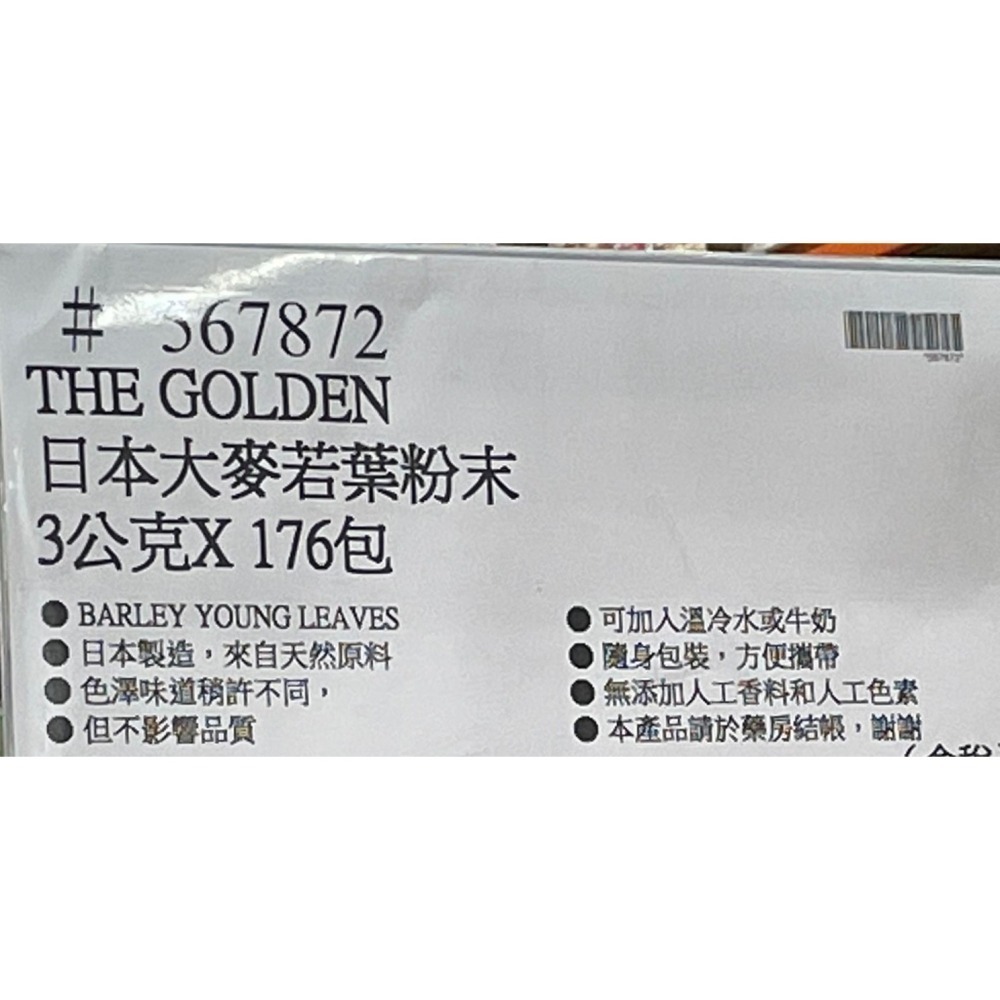 # 567872
THE GOLDEN
日本大麥若葉粉末
3公克X 176包
● BARLEY YOUNG LEAVES
● 日本製造，來自天然原料
● 色澤味道稍許不同，
● 但不影響品質
● 可加入溫冷水或牛奶
● 隨身包裝，方便攜帶
● 無添加人工香料和人工色素
● 本產品請於藥房結帳，謝謝